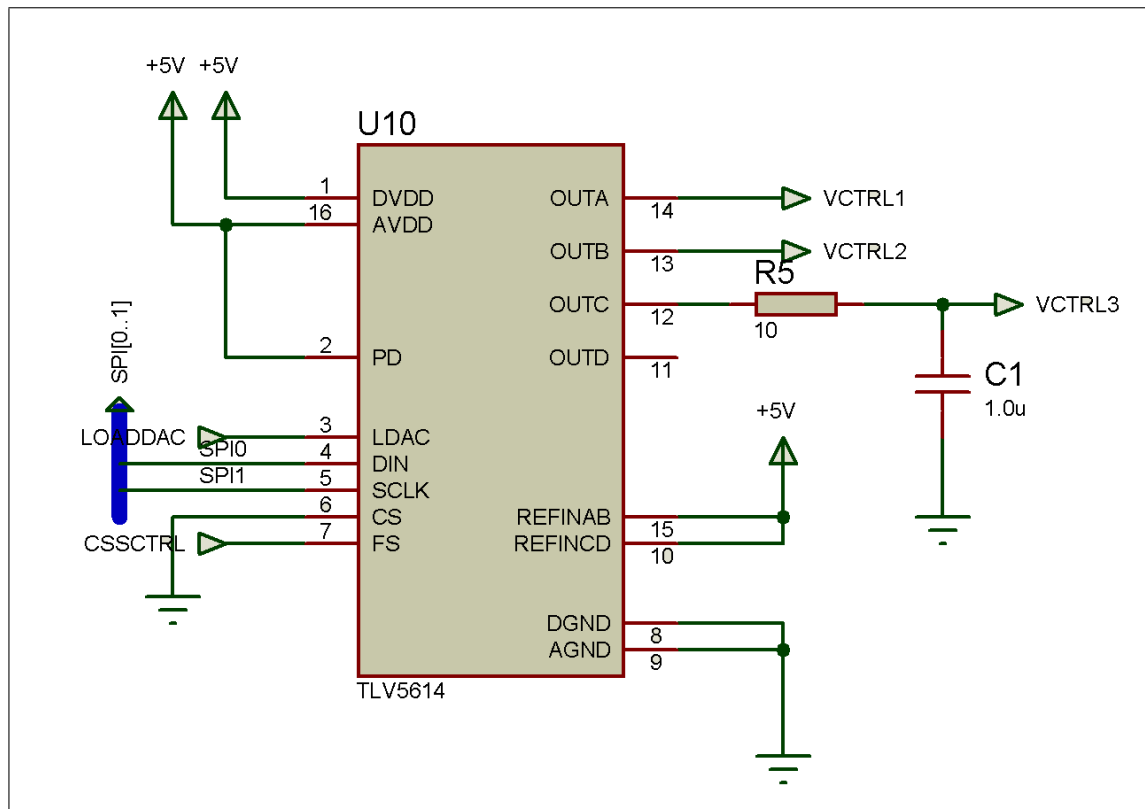 +5V +5V
U10
1 DVDD OUTA 14 VCTRL1
16 AVDD
OUTB 13 VCTRL2
R5
OUTC 12 10 VCTRL3
SPI[0..1]
2 PD OUTD 11
C1
1.0u
+5V
LOADDAC 3 LDAC
SPI0 4 DIN
SPI1 5 SCLK
6 CS REFINAB 15
CSSCTRL 7 FS REFINCD 10
DGND 8
AGND 9
TLV5614